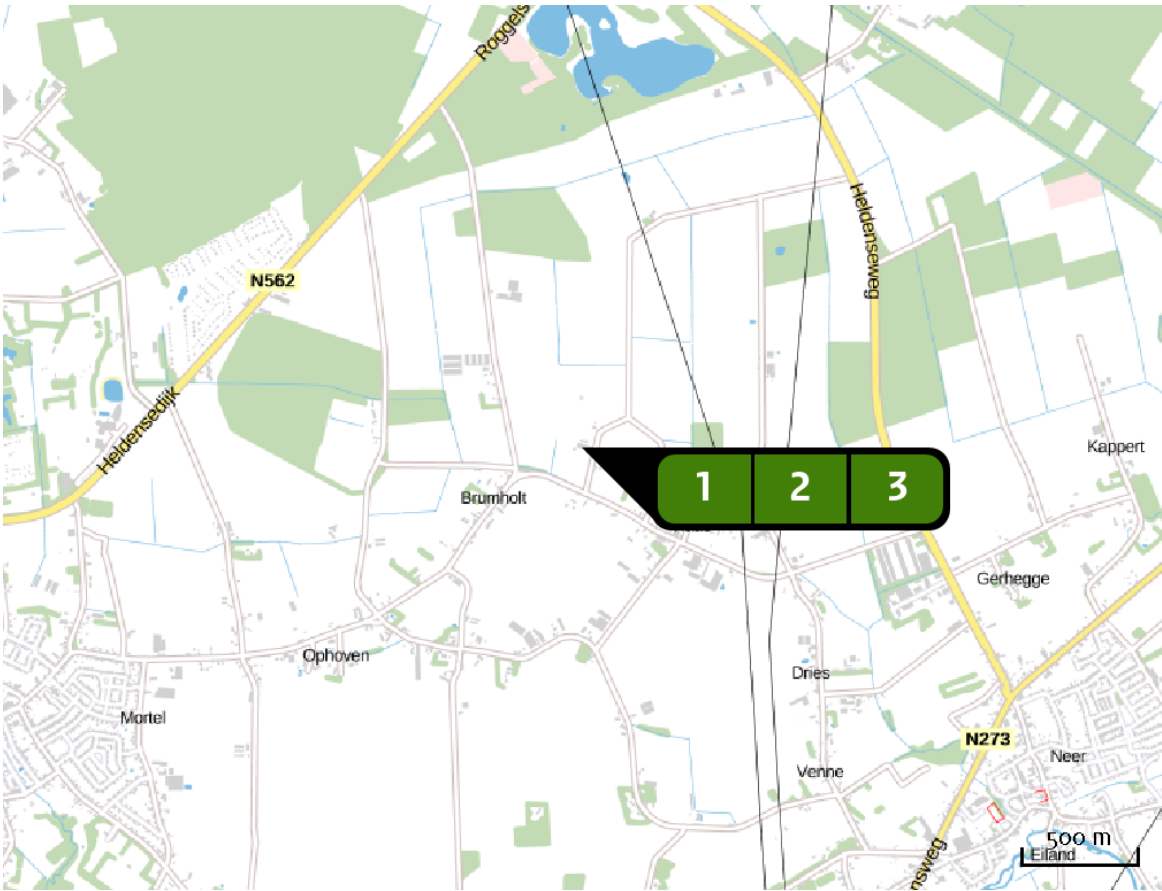 Roggels
Heldenseweg
N562
Heldensedijk
Kappert
1 2 3
Brumholt
Gerhegge
Ophoven
Dries
Mortel
N273
Neer
Venne
500 m
Eiland
nsweg